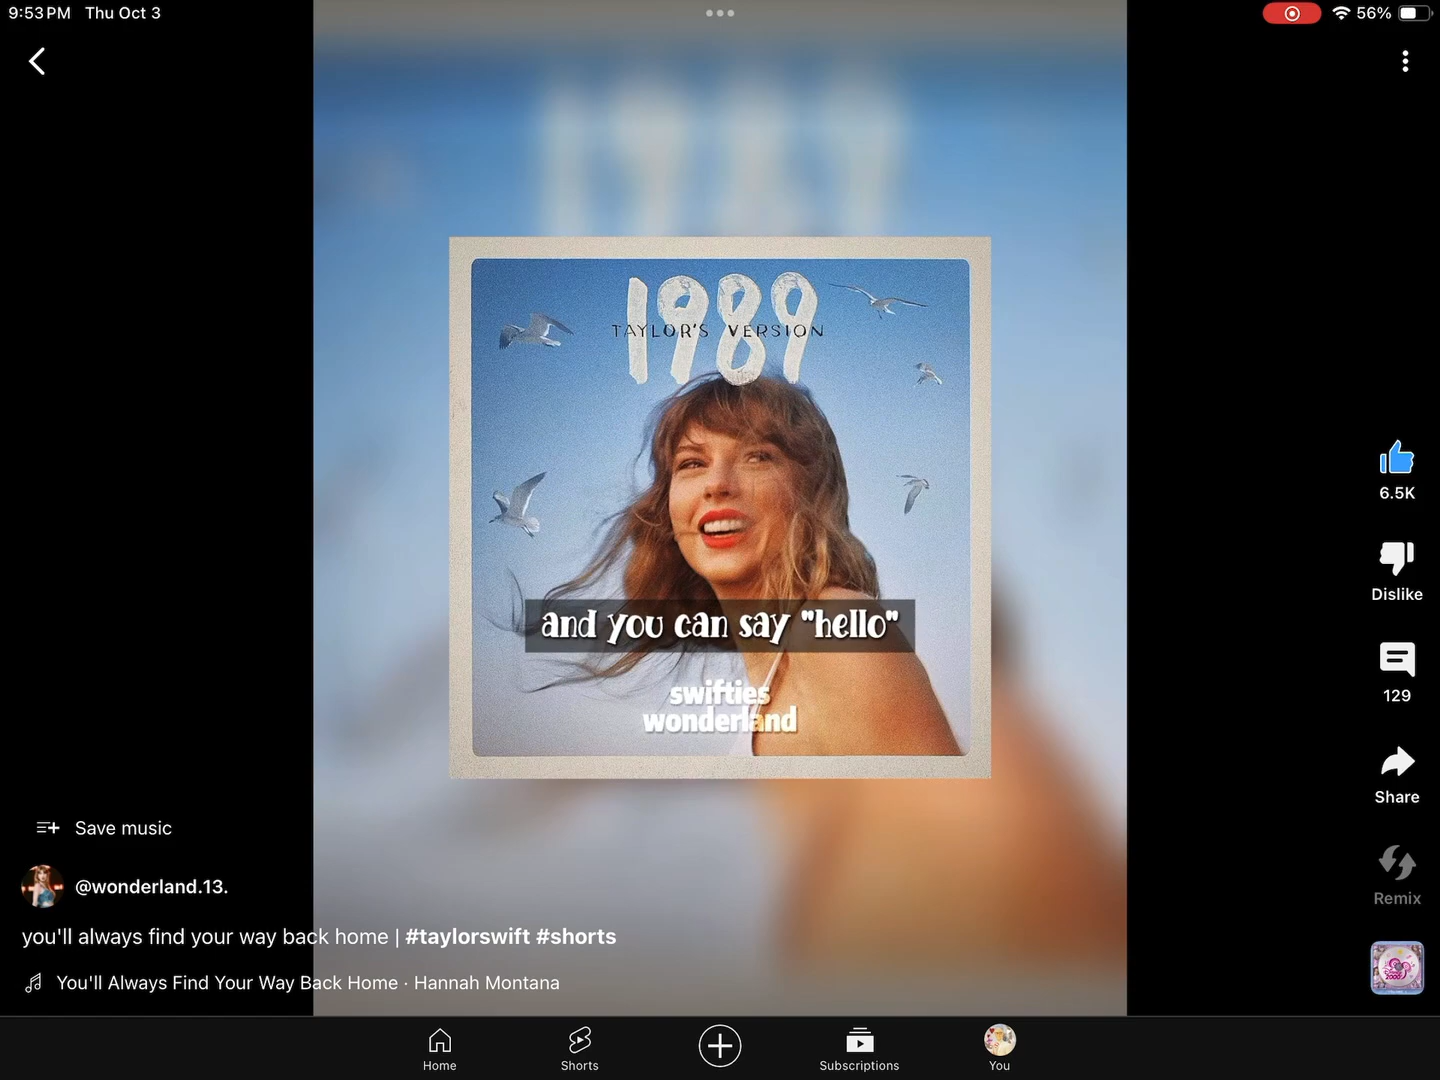 9:53 PM Thu Oct 3
56%
1989
TAYLOR'S VERSION
and you can say "hello"
swifties
wonderland
6.5K
Dislike
129
Share
Remix
Save music
@wonderland.13.
you'll always find your way back home | #taylorswift #shorts
You'll Always Find Your Way Back Home · Hannah Montana
Home
Shorts
Subscriptions
You